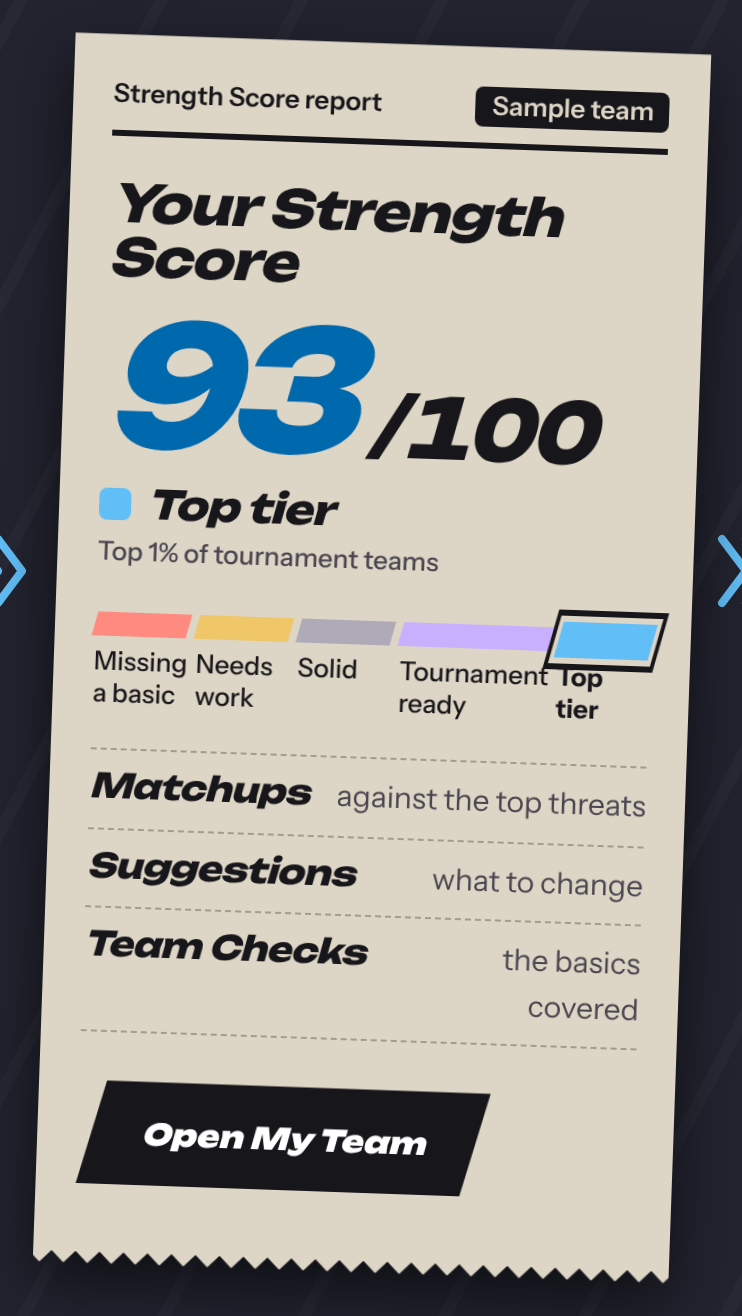 Strength Score report
Sample team
Your Strength
Score
93/100
Top tier
Top 1% of tournament teams
Missing
a basic
Needs
work
Solid
Tournament
ready
Top
tier
Matchups against the top threats
Suggestions what to change
Team Checks the basics
covered
Open My Team